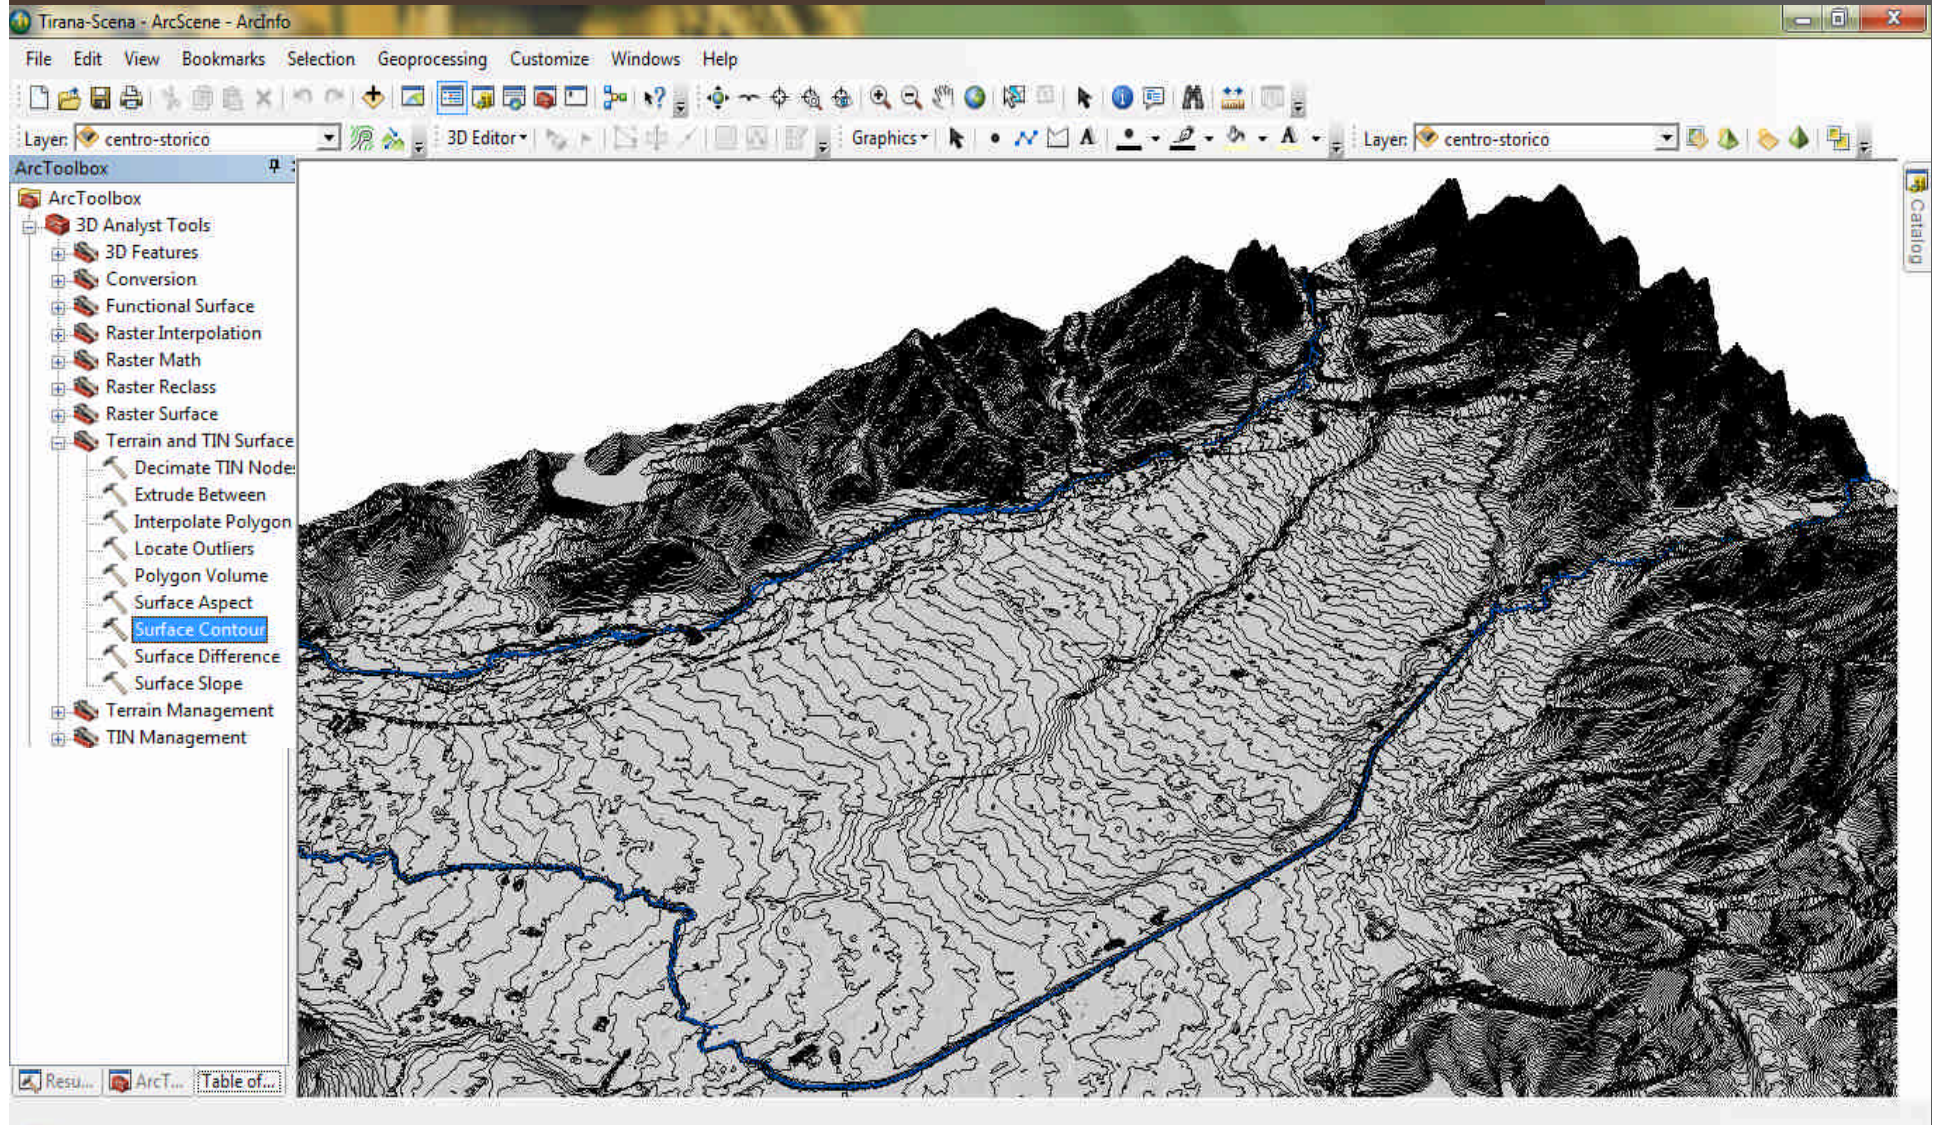 Tirana-Scena - ArcScene - ArcInfo
File Edit View Bookmarks Selection Geoprocessing Customize Windows Help
Layer: centro-storico 3D Editor Graphics A A Layer: centro-storico
ArcToolbox
ArcToolbox
3D Analyst Tools
3D Features
Conversion
Functional Surface
Raster Interpolation
Raster Math
Raster Reclass
Raster Surface
Terrain and TIN Surface
Decimate TIN Node
Extrude Between
Interpolate Polygon
Locate Outliers
Polygon Volume
Surface Aspect
Surface Contour
Surface Difference
Surface Slope
Terrain Management
TIN Management
Resu... ArcT... Table of...
Catalog